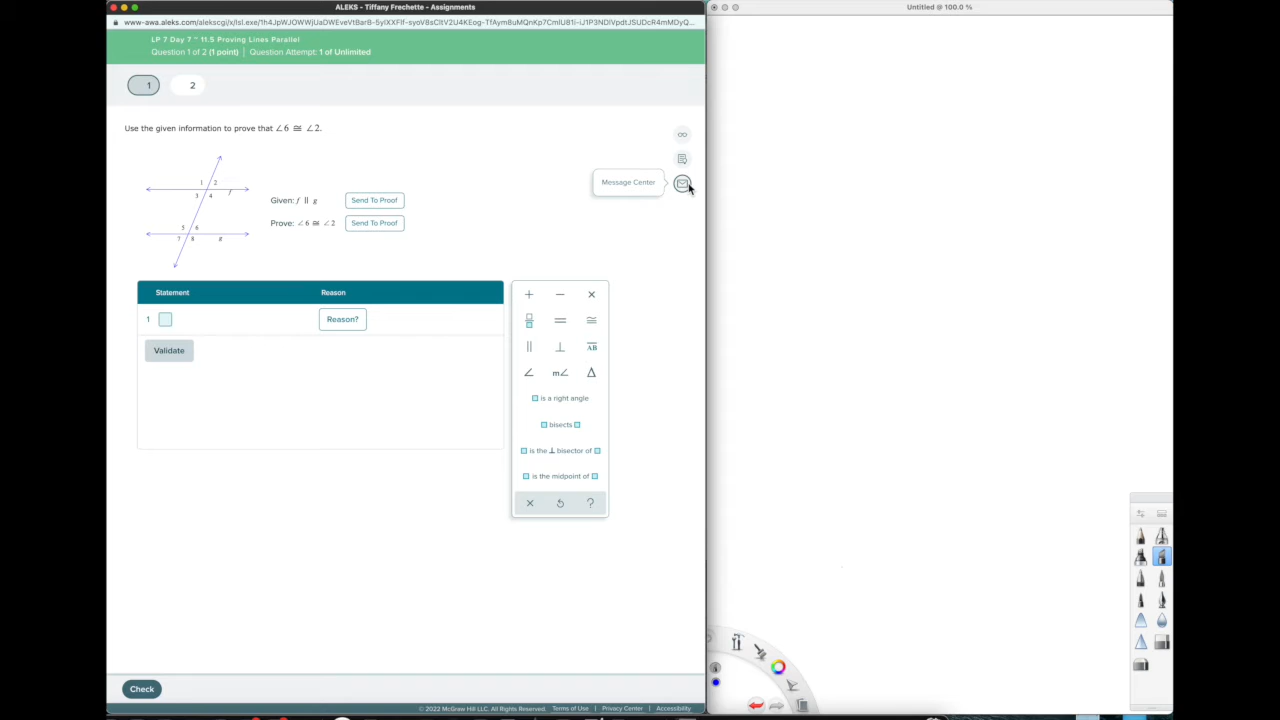 ALEKS - Tiffany Frechette - Assignments
Untitled @ 100.0 %
LP 7 Day 7 ~ 11.5 Proving Lines Parallel
Question 1 of 2 (1 point) | Question Attempt: 1 of Unlimited
1
2
Use the given information to prove that ∠6 ≅ ∠2.
Message Center
1 2
3 4
f
5 6
7 8
g
Given: f || g
Send To Proof
Prove: ∠6 ≅ ∠2
Send To Proof
Statement Reason
1 Reason?
Validate
+ − ×
= ≅
|| ⊥ AB
∠ m∠ Δ
is a right angle
bisects
is the ⊥ bisector of
is the midpoint of
× ?
Check
© 2022 McGraw Hill LLC. All Rights Reserved. Terms of Use | Privacy Center | Accessibility